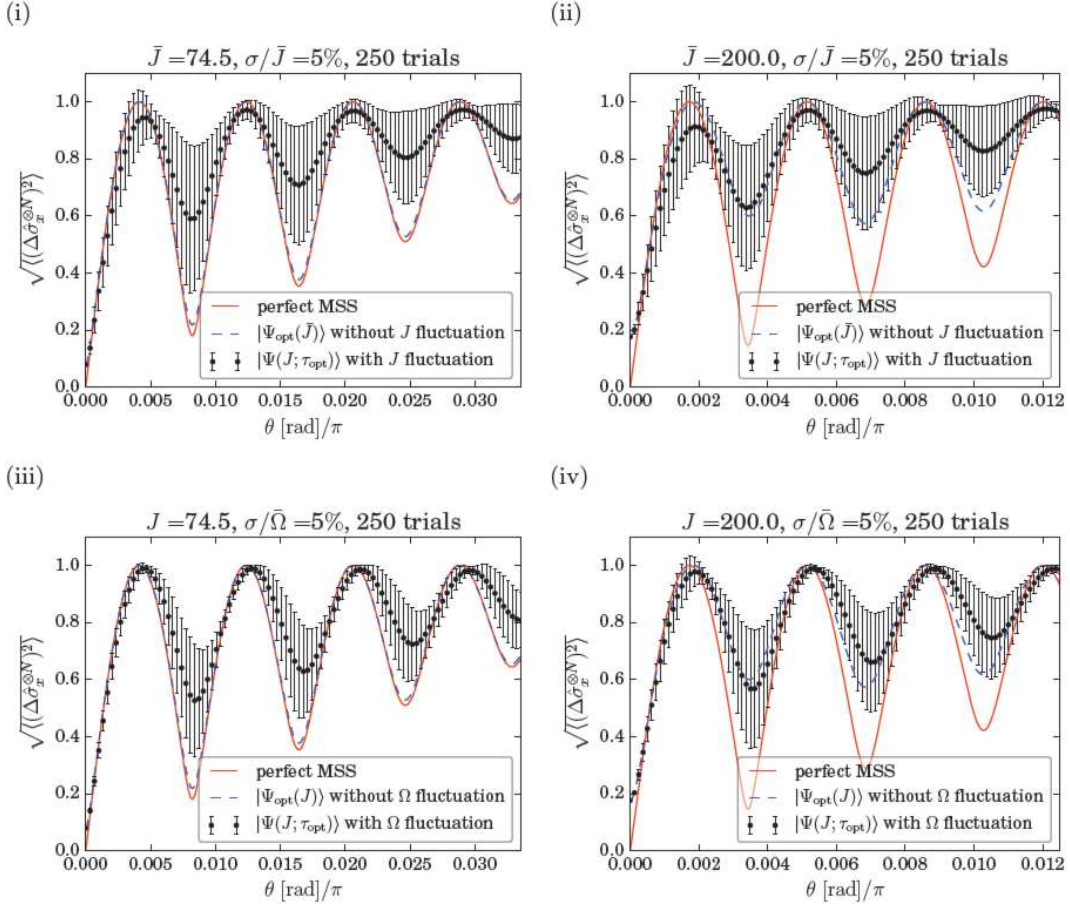 (i)
J̄ =74.5, σ/J̄ =5%, 250 trials
√⟨(Δσ̂ₓ^⊗N)²⟩
1.0
0.8
0.6
0.4
0.2
0.0
perfect MSS
|Ψopt(J̄)⟩ without J fluctuation
|Ψ(J; τopt)⟩ with J fluctuation
0.000 0.005 0.010 0.015 0.020 0.025 0.030
θ [rad]/π
(ii)
J̄ =200.0, σ/J̄ =5%, 250 trials
√⟨(Δσ̂ₓ^⊗N)²⟩
1.0
0.8
0.6
0.4
0.2
0.0
perfect MSS
|Ψopt(J̄)⟩ without J fluctuation
|Ψ(J; τopt)⟩ with J fluctuation
0.000 0.002 0.004 0.006 0.008 0.010 0.012
θ [rad]/π
(iii)
J =74.5, σ/Ω̄ =5%, 250 trials
√⟨(Δσ̂ₓ^⊗N)²⟩
1.0
0.8
0.6
0.4
0.2
0.0
perfect MSS
|Ψopt(J)⟩ without Ω fluctuation
|Ψ(J; τopt)⟩ with Ω fluctuation
0.000 0.005 0.010 0.015 0.020 0.025 0.030
θ [rad]/π
(iv)
J =200.0, σ/Ω̄ =5%, 250 trials
√⟨(Δσ̂ₓ^⊗N)²⟩
1.0
0.8
0.6
0.4
0.2
0.0
perfect MSS
|Ψopt(J)⟩ without Ω fluctuation
|Ψ(J; τopt)⟩ with Ω fluctuation
0.000 0.002 0.004 0.006 0.008 0.010 0.012
θ [rad]/π